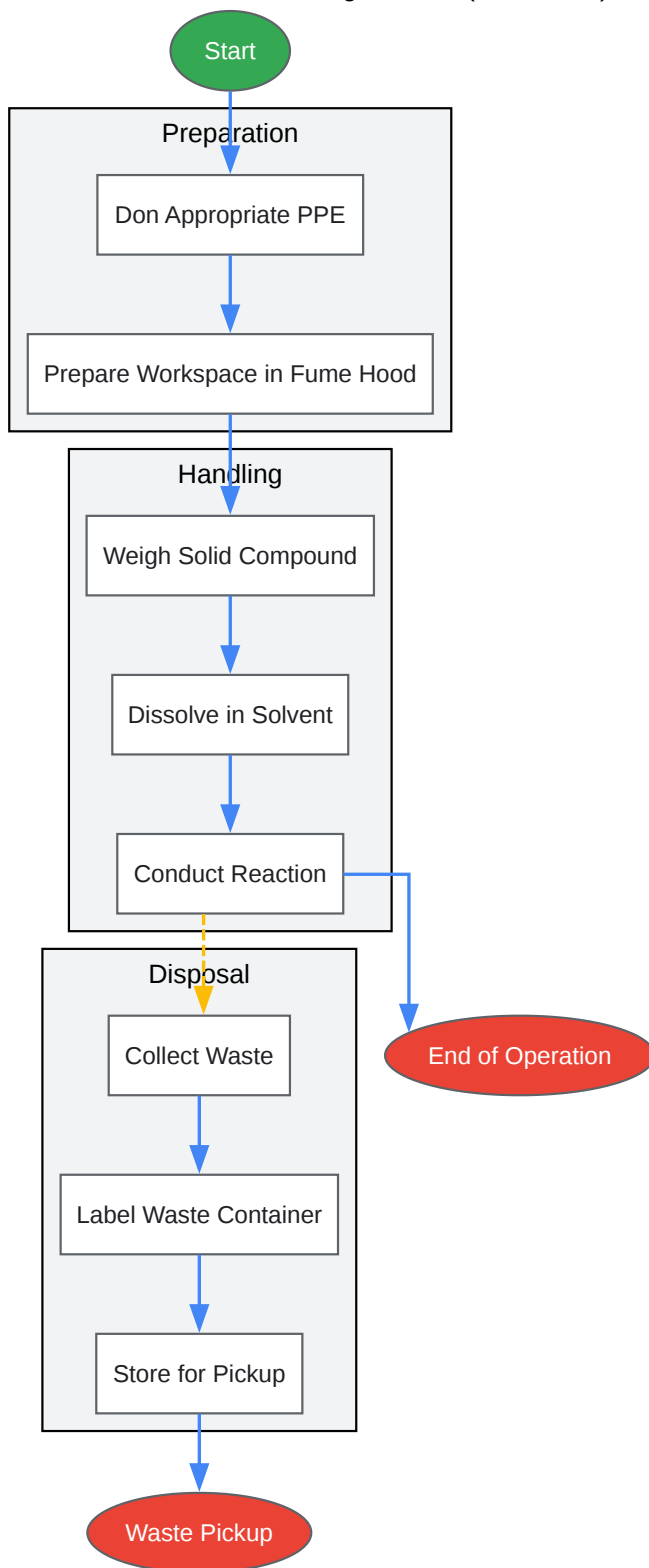 Start
Preparation
Don Appropriate PPE
Prepare Workspace in Fume Hood
Handling
Weigh Solid Compound
Dissolve in Solvent
Conduct Reaction
Disposal
Collect Waste
End of Operation
Label Waste Container
Store for Pickup
Waste Pickup